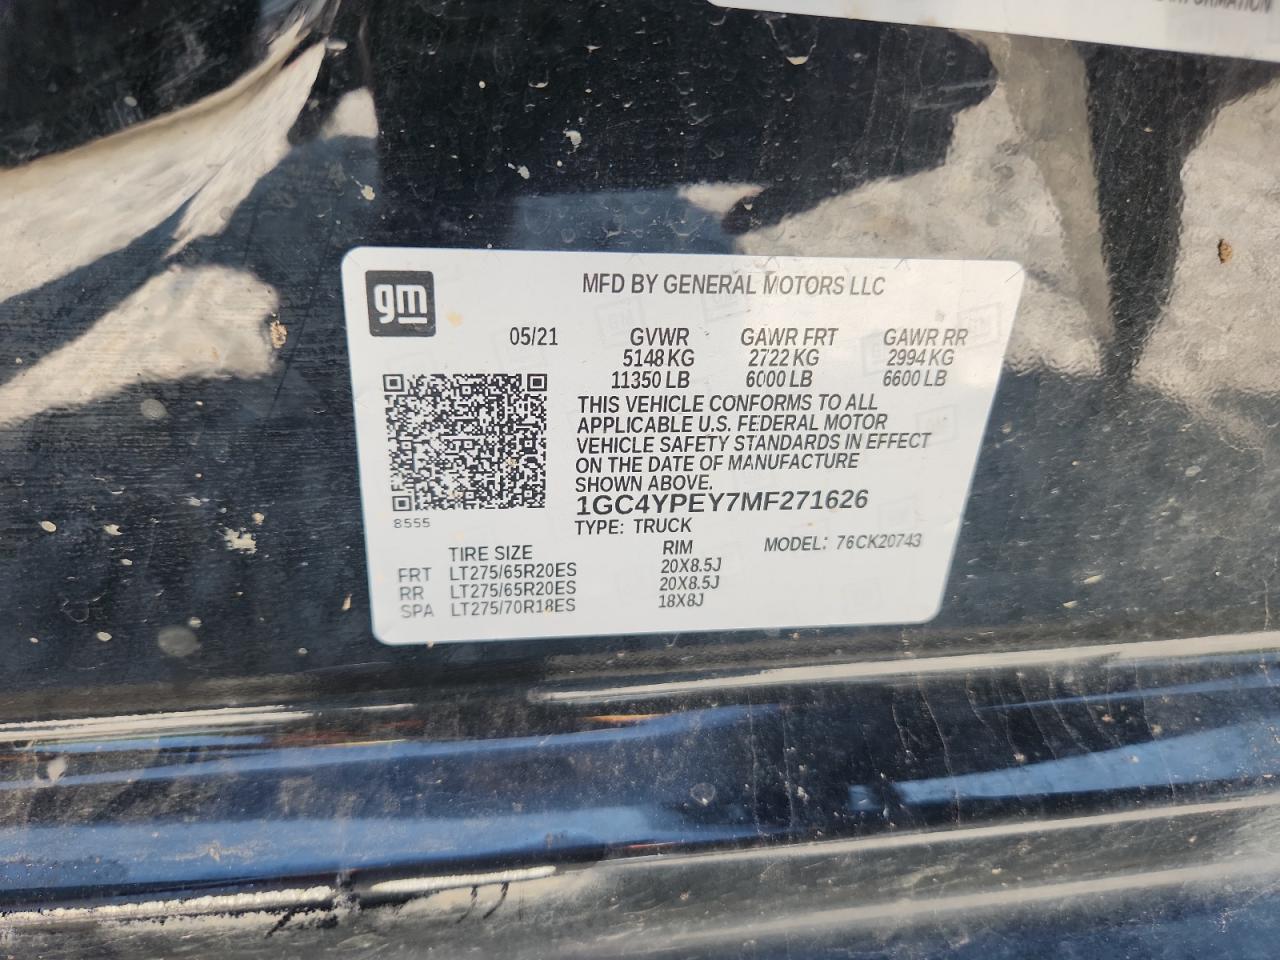 gm
MFD BY GENERAL MOTORS LLC
05/21 GVWR GAWR FRT GAWR RR
5148 KG 2722 KG 2994 KG
11350 LB 6000 LB 6600 LB
THIS VEHICLE CONFORMS TO ALL
APPLICABLE U.S. FEDERAL MOTOR
VEHICLE SAFETY STANDARDS IN EFFECT
ON THE DATE OF MANUFACTURE
SHOWN ABOVE.
1GC4YPEY7MF271626
8555
TYPE: TRUCK
MODEL: 76CK20743
TIRE SIZE RIM
FRT LT275/65R20ES 20X8.5J
RR LT275/65R20ES 20X8.5J
SPA LT275/70R18ES 18X8J